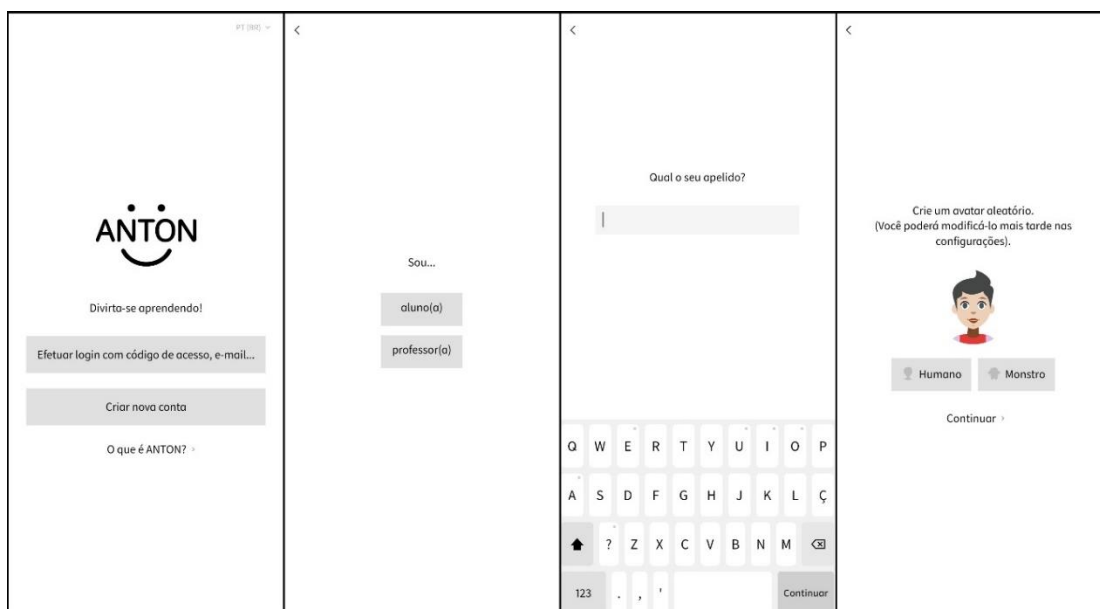 PT (BR)
ANTON
Divirta-se aprendendo!
Efetuar login com código de acesso, e-mail...
Criar nova conta
O que é ANTON? >
<
Sou...
aluno(a)
professor(a)
<
Qual o seu apelido?
Q W E R T Y U I O P
A S D F G H J K L Ç
? Z X C V B N M
123 . , ' Continuar
<
Crie um avatar aleatório.
(Você poderá modificá-lo mais tarde nas
configurações).
Humano Monstro
Continuar >